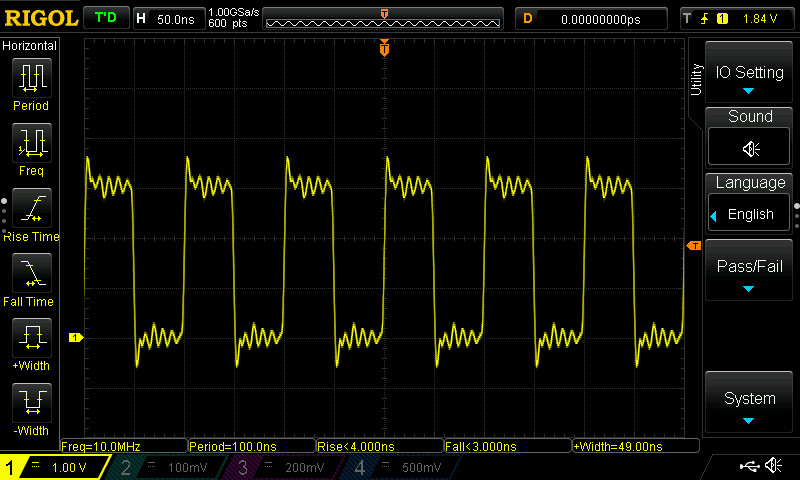 RIGOL T'D H 50.0ns 1.00GSa/s 600 pts T D 0.00000000ps T 1 1.84 V
Horizontal
Period
Freq
Rise Time
Fall Time
+Width
-Width
T
1
T
Utility
IO Setting
Sound
Language
English
Pass/Fail
System
Freq=10.0MHz Period=100.0ns Rise<4.000ns Fall<3.000ns +Width=49.00ns
1 1.00 V 2 100mV 3 200mV 4 500mV